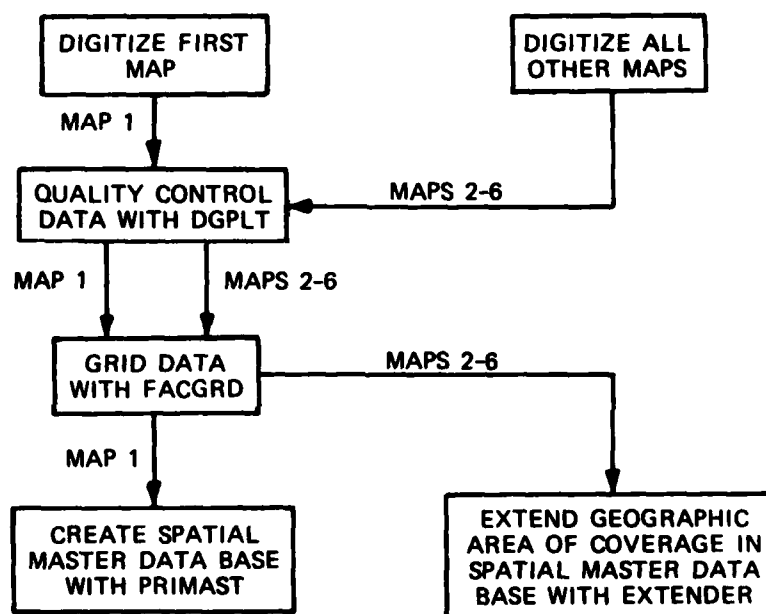 DIGITIZE FIRST
MAP
DIGITIZE ALL
OTHER MAPS
MAP 1
QUALITY CONTROL
DATA WITH DGPLT
MAPS 2-6
MAP 1
MAPS 2-6
GRID DATA
WITH FACGRD
MAPS 2-6
MAP 1
CREATE SPATIAL
MASTER DATA BASE
WITH PRIMAST
EXTEND GEOGRAPHIC
AREA OF COVERAGE IN
SPATIAL MASTER DATA
BASE WITH EXTENDER